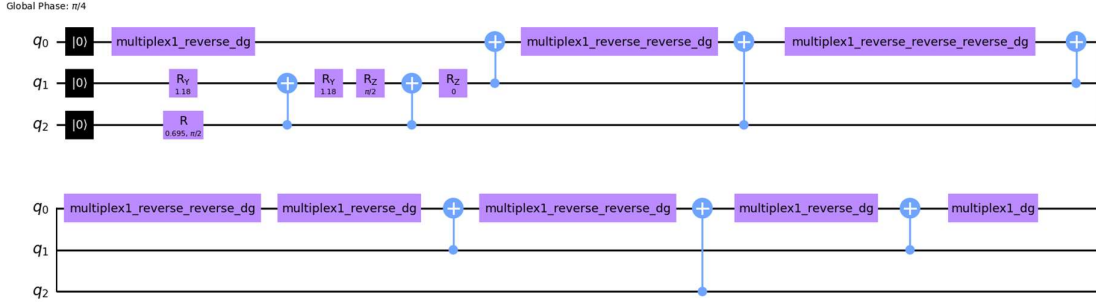 Global Phase: π/4
q0 |0⟩ multiplex1_reverse_dg multiplex1_reverse_reverse_dg multiplex1_reverse_reverse_reverse_dg
q1 |0⟩ RY 1.18 RY 1.18 RZ π/2 RZ 0
q2 |0⟩ R 0.695, π/2
q0 multiplex1_reverse_reverse_dg multiplex1_reverse_dg multiplex1_reverse_reverse_dg multiplex1_reverse_dg multiplex1_dg
q1
q2